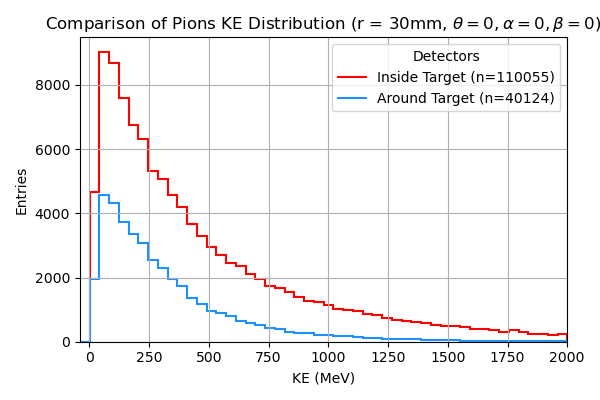 Comparison of Pions KE Distribution (r = 30mm, θ = 0, α = 0, β = 0)
Detectors
Inside Target (n=110055)
Around Target (n=40124)
Entries
8000
6000
4000
2000
0
0 250 500 750 1000 1250 1500 1750 2000
KE (MeV)